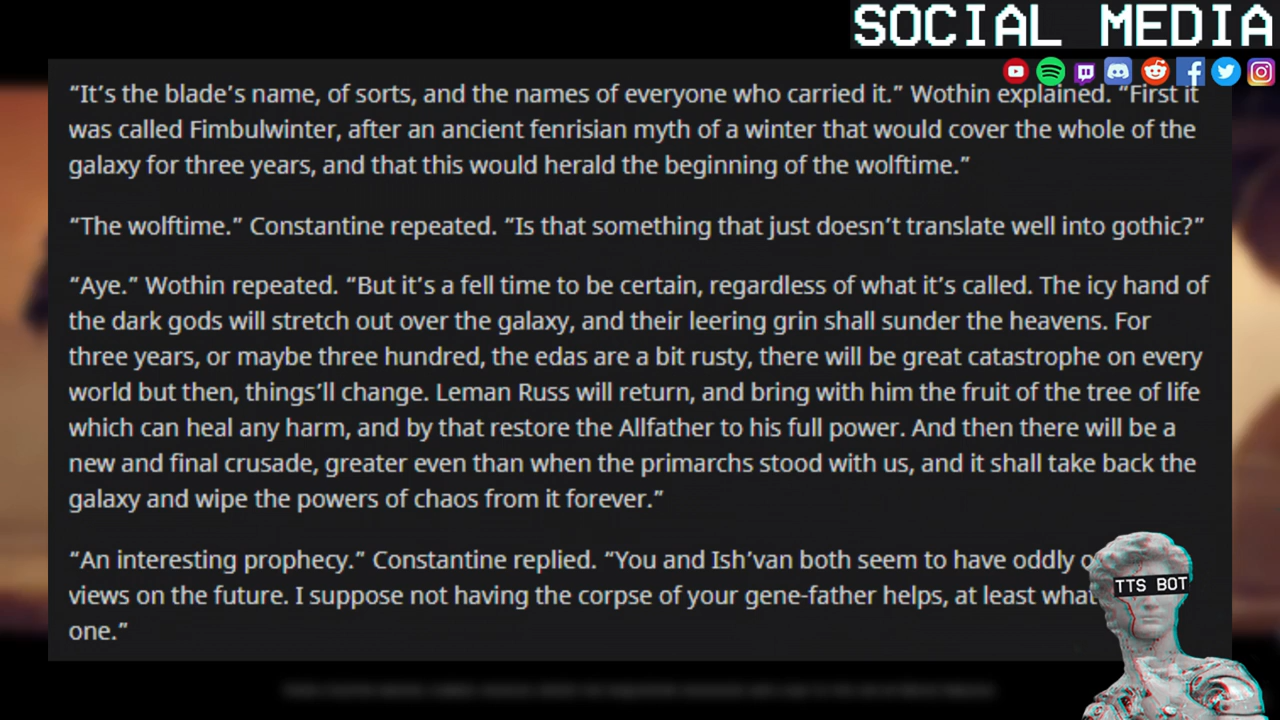 SOCIAL MEDIA
“It’s the blade’s name, of sorts, and the names of everyone who carried it.” Wothin explained. “First it
was called Fimbulwinter, after an ancient fenrisian myth of a winter that would cover the whole of the
galaxy for three years, and that this would herald the beginning of the wolftime.”
“The wolftime.” Constantine repeated. “Is that something that just doesn’t translate well into gothic?”
“Aye.” Wothin repeated. “But it’s a fell time to be certain, regardless of what it’s called. The icy hand of
the dark gods will stretch out over the galaxy, and their leering grin shall sunder the heavens. For
three years, or maybe three hundred, the edas are a bit rusty, there will be great catastrophe on every
world but then, things’ll change. Leman Russ will return, and bring with him the fruit of the tree of life
which can heal any harm, and by that restore the Allfather to his full power. And then there will be a
new and final crusade, greater even than when the primarchs stood with us, and it shall take back the
galaxy and wipe the powers of chaos from it forever.”
“An interesting prophecy.” Constantine replied. “You and Ish’van both seem to have oddly
views on the future. I suppose not having the corpse of your gene-father helps, at least what
one.”
TTS BOT